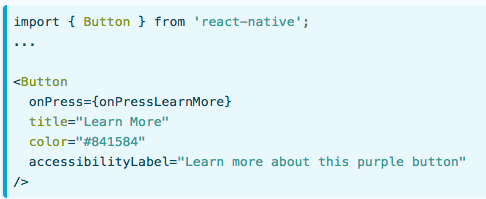 import { Button } from 'react-native';
...

<Button
  onPress={onPressLearnMore}
  title="Learn More"
  color="#841584"
  accessibilityLabel="Learn more about this purple button"
/>